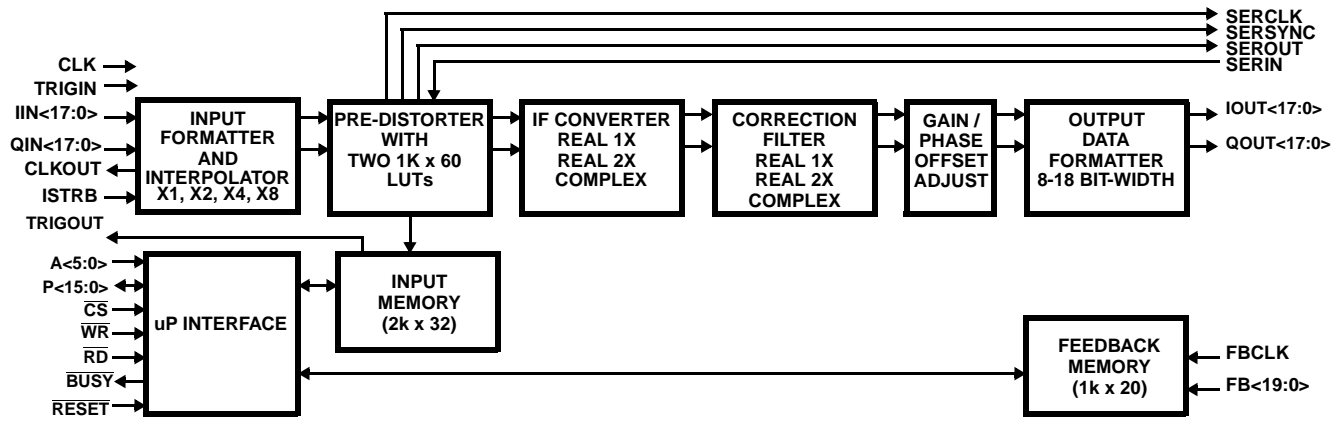 SERCLK
SERSYNC
SEROUT
SERIN
CLK
TRIGIN
IIN<17:0>
QIN<17:0>
CLKOUT
ISTRB
TRIGOUT
INPUT
FORMATTER
AND
INTERPOLATOR
X1, X2, X4, X8
PRE-DISTORTER
WITH
TWO 1K x 60
LUTs
IF CONVERTER
REAL 1X
REAL 2X
COMPLEX
CORRECTION
FILTER
REAL 1X
REAL 2X
COMPLEX
GAIN /
PHASE
OFFSET
ADJUST
OUTPUT
DATA
FORMATTER
8-18 BIT-WIDTH
IOUT<17:0>
QOUT<17:0>
A<5:0>
P<15:0>
CS
WR
RD
BUSY
RESET
uP INTERFACE
INPUT
MEMORY
(2k x 32)
FEEDBACK
MEMORY
(1k x 20)
FBCLK
FB<19:0>